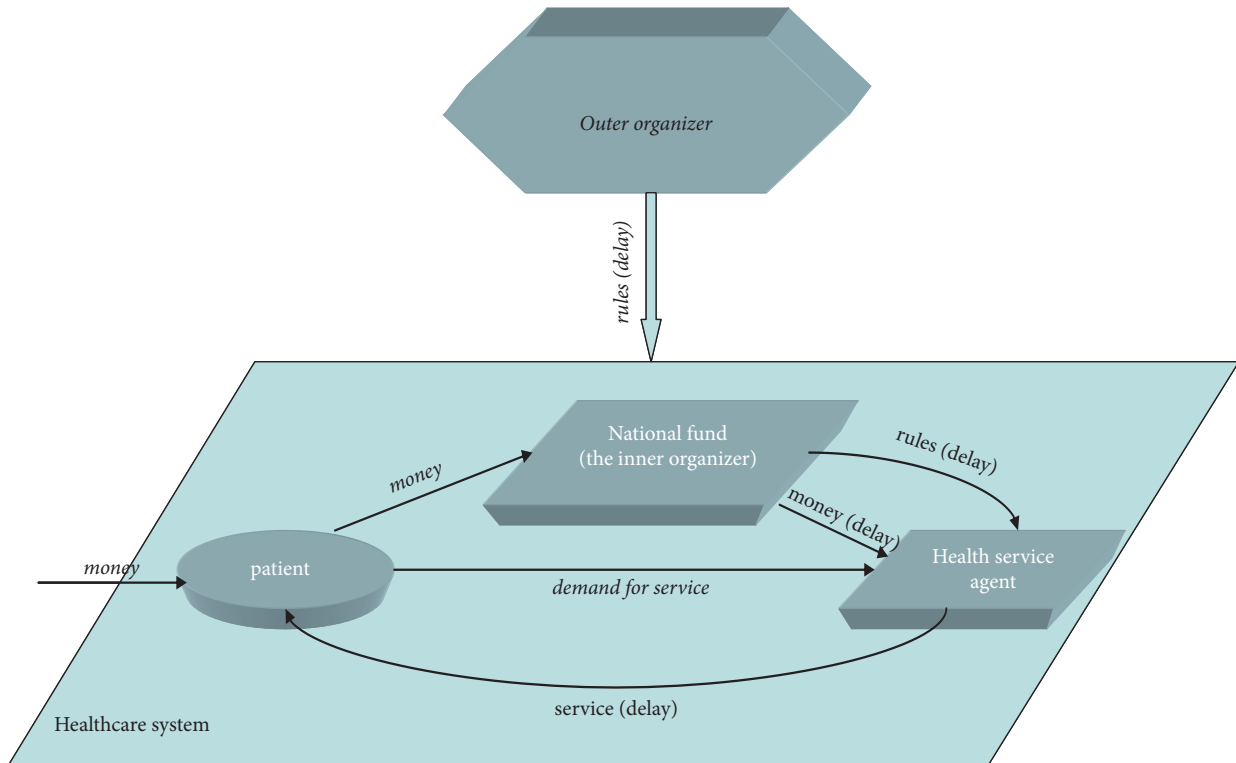 Outer organizer
rules (delay)
National fund
(the inner organizer)
rules (delay)
money
money (delay)
Health service
agent
patient
money
demand for service
service (delay)
Healthcare system